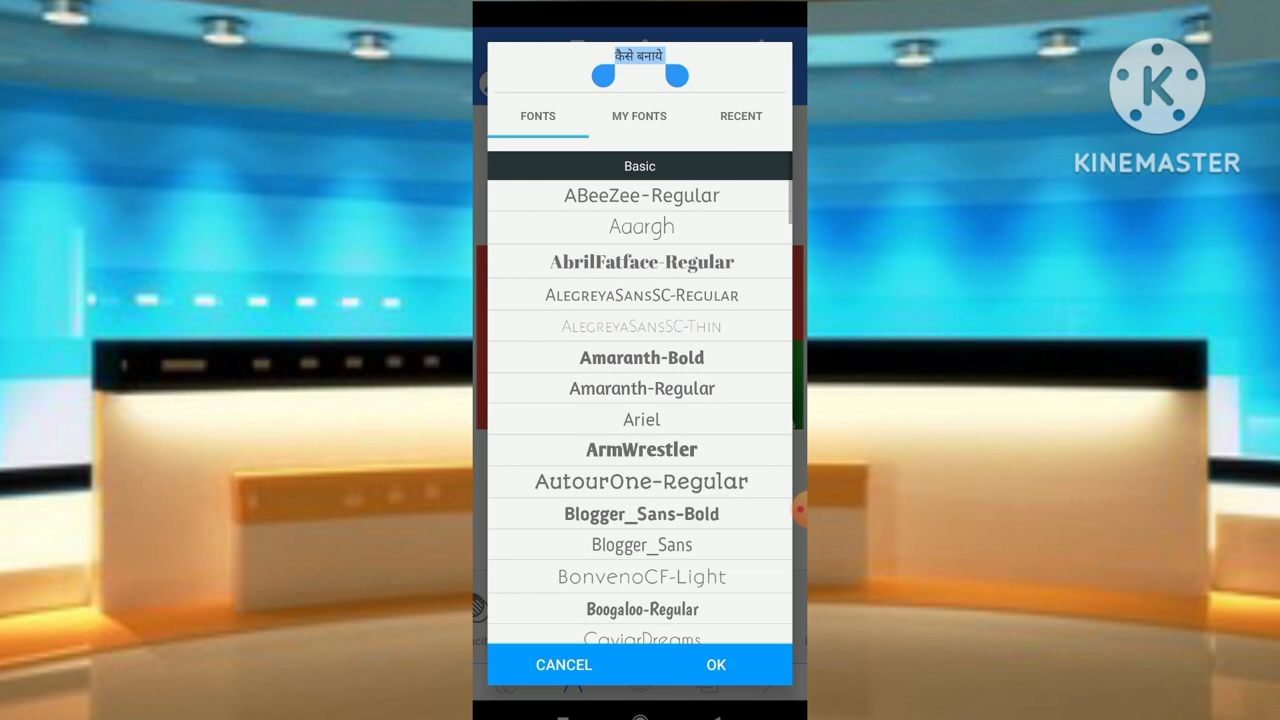 कैसे बनाये
FONTS
MY FONTS
RECENT
Basic
ABeeZee-Regular
Aaargh
AbrilFatface-Regular
AlegreyaSansSC-Regular
AlegreyaSansSC-Thin
Amaranth-Bold
Amaranth-Regular
Ariel
ArmWrestler
AutourOne-Regular
Blogger_Sans-Bold
Blogger_Sans
BonvenoCF-Light
Boogaloo-Regular
CaviarDreams
CANCEL
OK
K
KINEMASTER